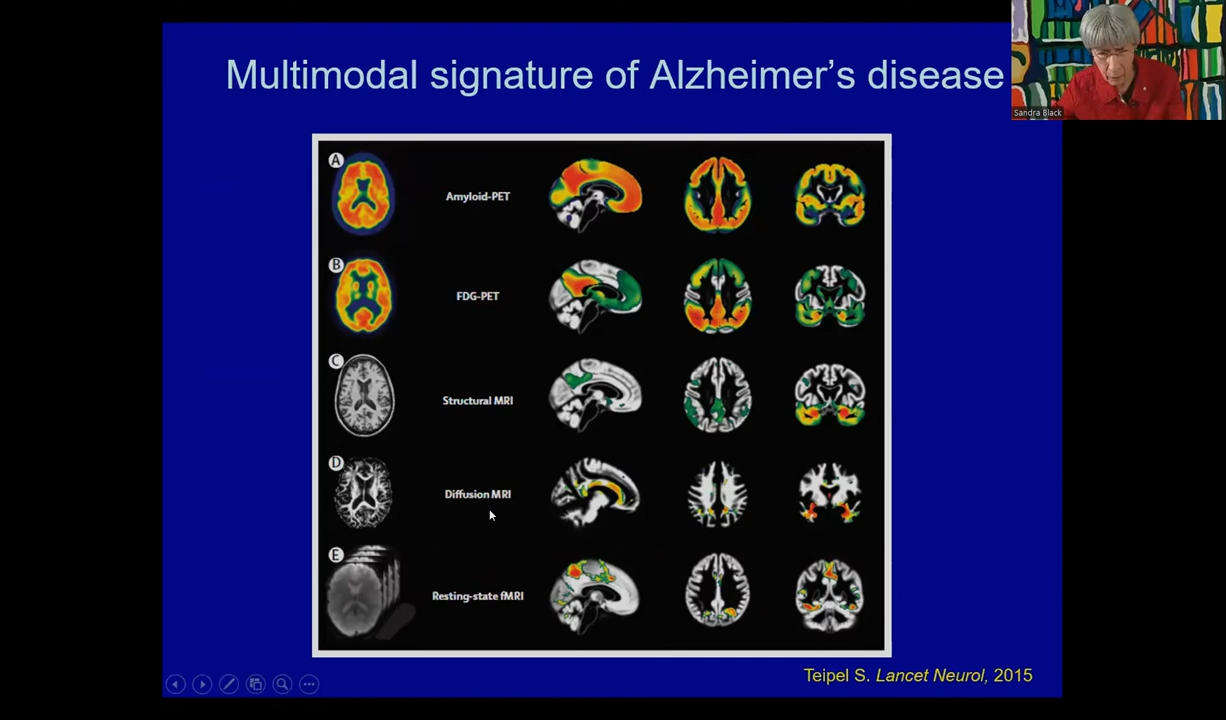 Multimodal signature of Alzheimer's disease
Sandra Black
A
Amyloid-PET
B
FDG-PET
C
Structural MRI
D
Diffusion MRI
E
Resting-state fMRI
Teipel S. Lancet Neurol, 2015